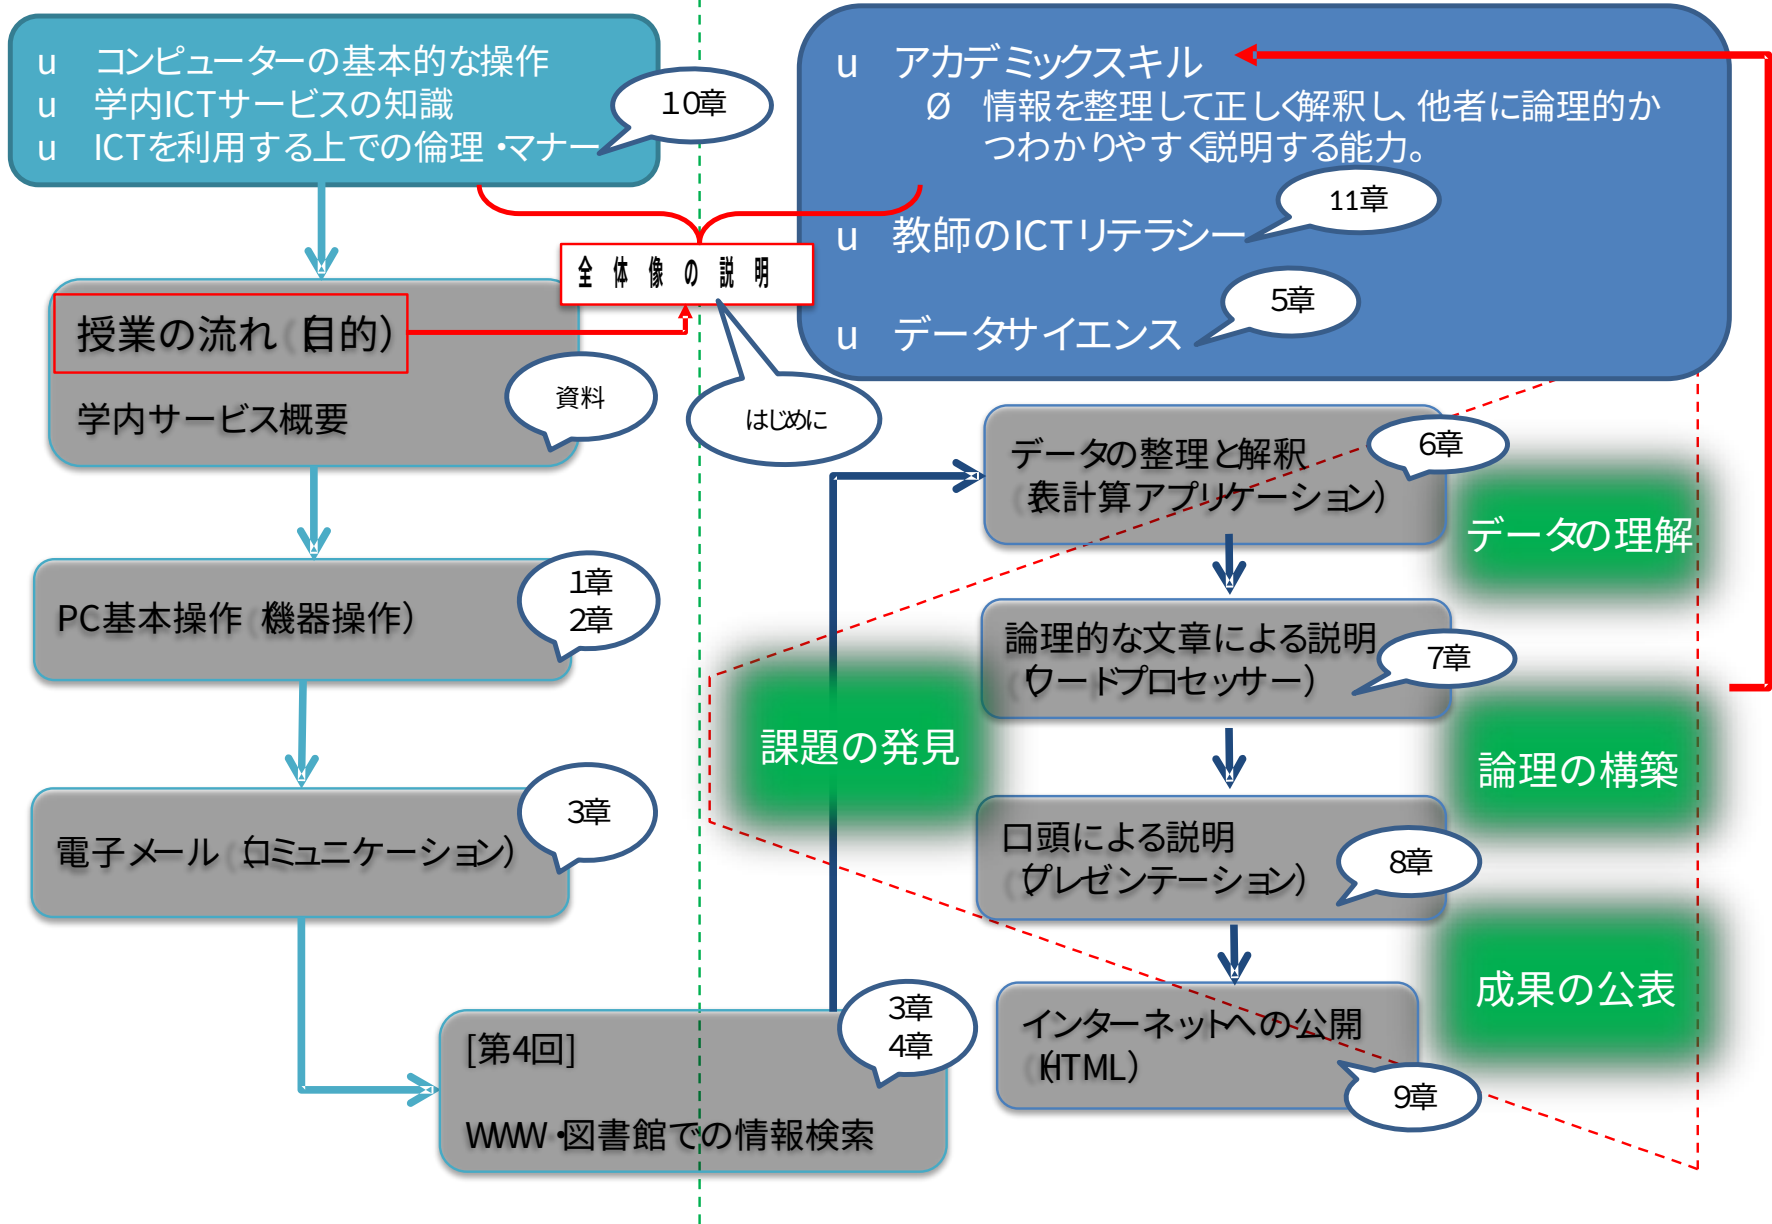 u コンピューターの基本的な操作
u 学内ICTサービスの知識
u ICTを利用する上での倫理・マナー
10章
u アカデミックスキル
Ø 情報を整理して正しく解釈し、他者に論理的か
つわかりやすく説明する能力。
11章
u 教師のICTリテラシー
5章
u データサイエンス
全体像の説明
はじめに
授業の流れ（目的）
学内サービス概要
資料
PC基本操作（機器操作）
1章
2章
電子メール（コミュニケーション）
3章
[第4回]
WWW・図書館での情報検索
3章
4章
データの整理と解釈
（表計算アプリケーション）
6章
データの理解
論理的な文章による説明
（ワードプロセッサー）
7章
課題の発見
論理の構築
口頭による説明
（プレゼンテーション）
8章
成果の公表
インターネットへの公開
（HTML）
9章